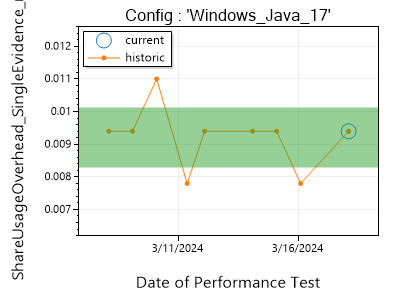 Config : 'Windows_Java_17'
current
historic
0.012
0.011
0.01
0.009
0.008
0.007
3/11/2024
3/16/2024
Date of Performance Test
ShareUsageOverhead_SingleEvidence_